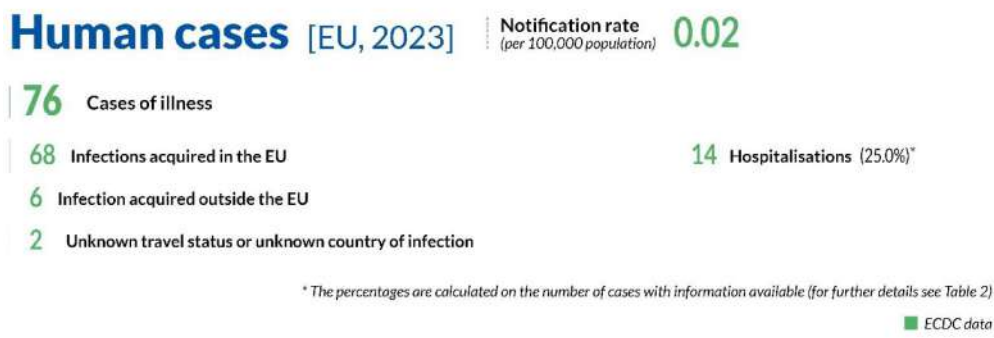 Human cases [EU, 2023]
Notification rate
(per 100,000 population)
0.02
76 Cases of illness
68 Infections acquired in the EU
14 Hospitalisations (25.0%)*
6 Infection acquired outside the EU
2 Unknown travel status or unknown country of infection
* The percentages are calculated on the number of cases with information available (for further details see Table 2)
ECDC data